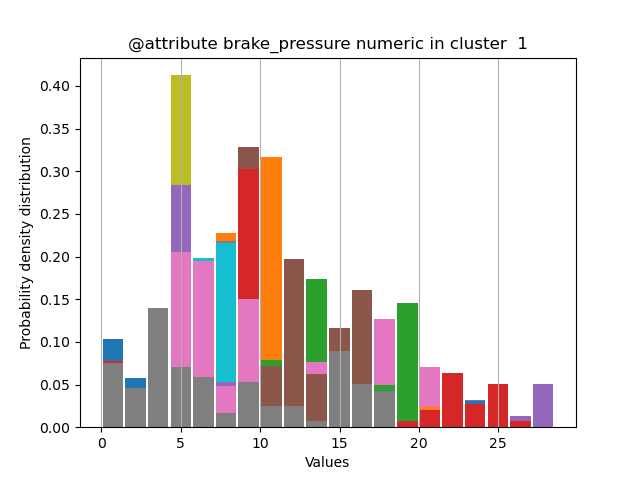 @attribute brake_pressure numeric in cluster  1
Probability density distribution
0.40
0.35
0.30
0.25
0.20
0.15
0.10
0.05
0.00
0 5 10 15 20 25
Values